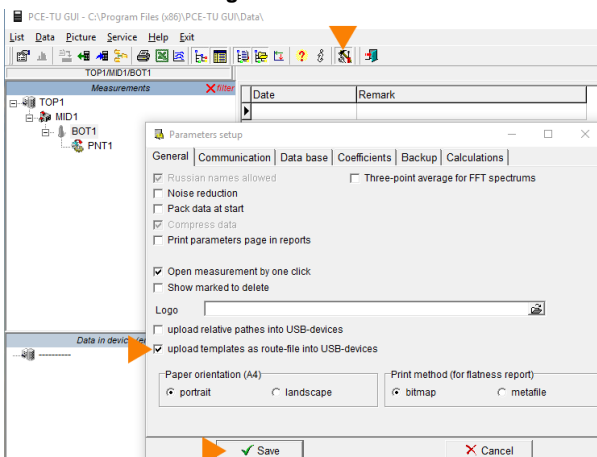 PCE-TU GUI - C:\Program Files (x86)\PCE-TU GUI\Data\
List Data Picture Service Help Exit
TOP1/MID1/BOT1
Measurements filter
Date Remark
TOP1
MID1
BOT1
PNT1
Parameters setup
General Communication Data base Coefficients Backup Calculations
Russian names allowed Three-point average for FFT spectrums
Noise reduction
Pack data at start
Compress data
Print parameters page in reports
Open measurement by one click
Show marked to delete
Logo
upload relative pathes into USB-devices
Data in device
upload templates as route-file into USB-devices
----------
Paper orientation (A4) Print method (for flatness report)
portrait landscape bitmap metafile
Save Cancel